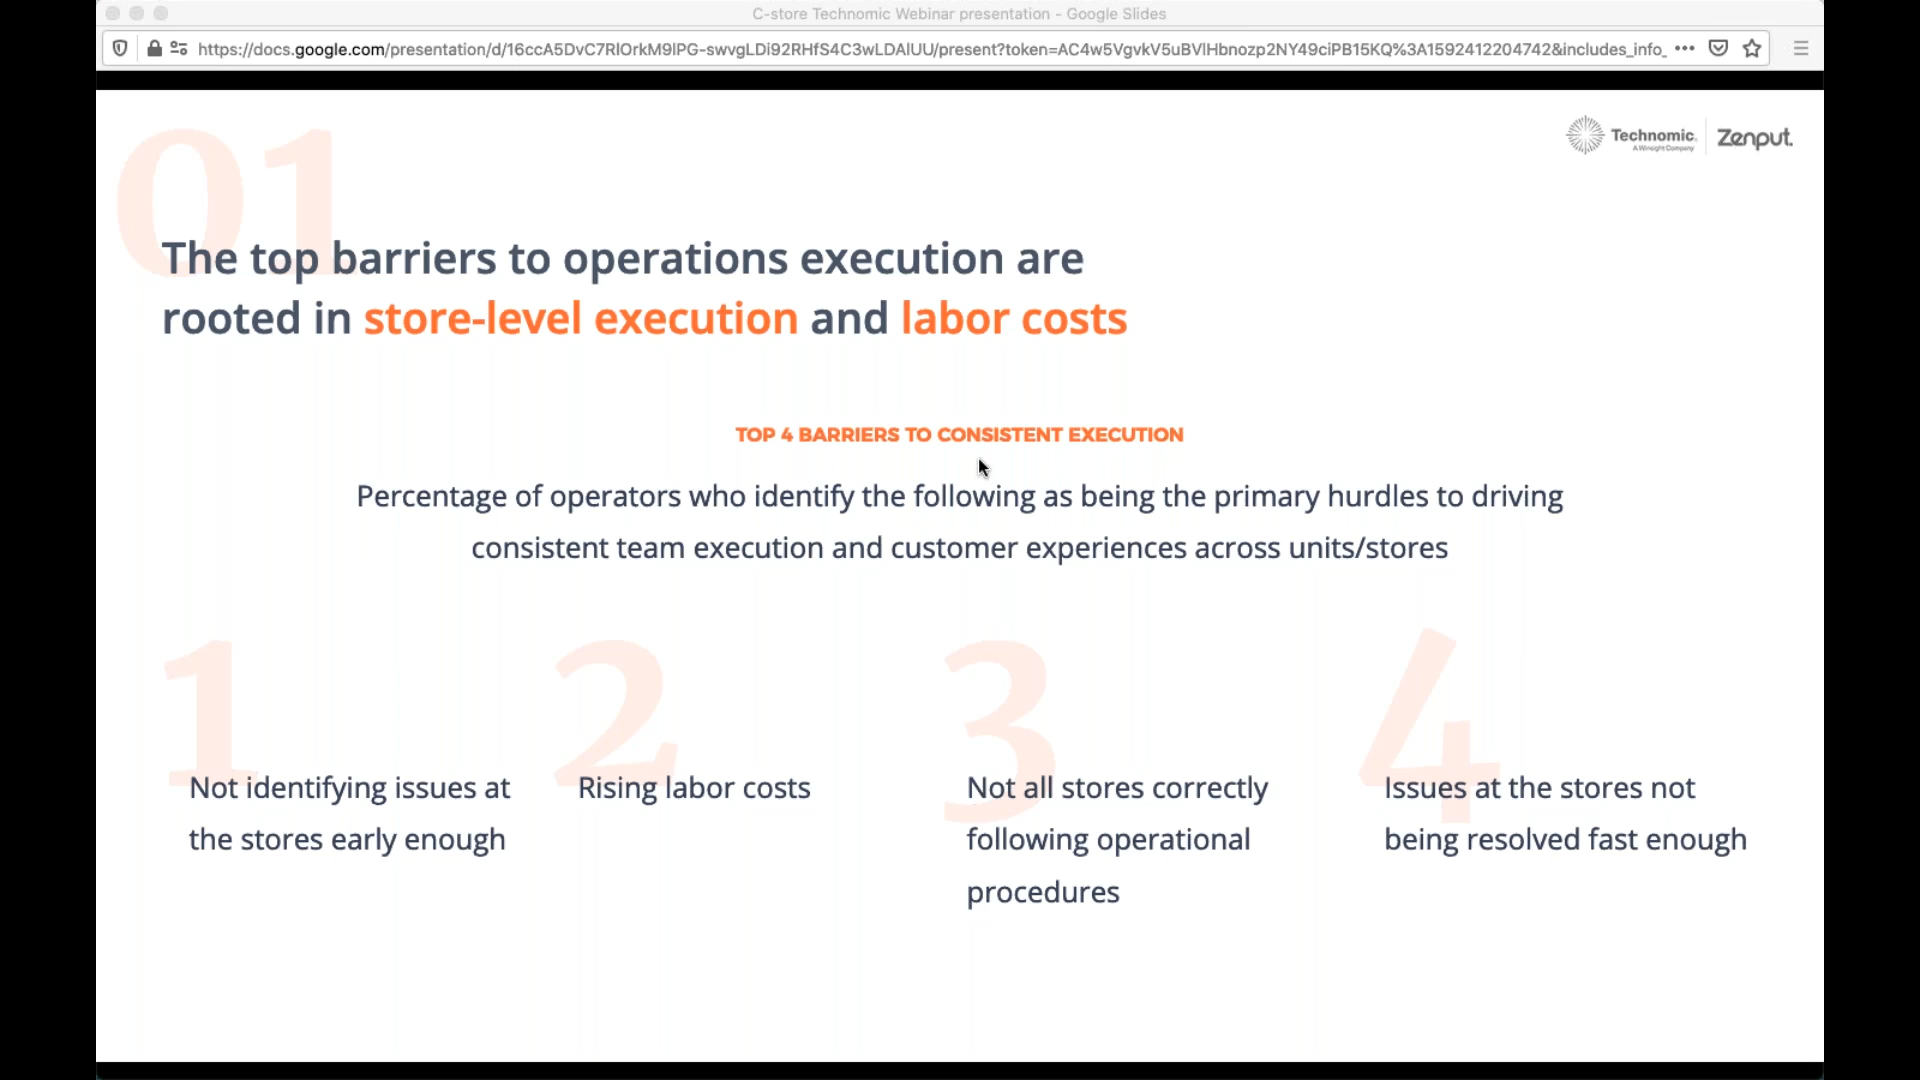 C-store Technomic Webinar presentation - Google Slides
https://docs.google.com/presentation/d/16ccA5DvC7RlOrkM9lPG-swvgLDi92RHfS4C3wLDAlUU/present?token=AC4w5VgvkV5uBVlHbnozp2NY49ciPB15KQ%3A1592412204742&includes_info_
01
Technomic.
A Winsight Company
Zenput.
The top barriers to operations execution are
rooted in store-level execution and labor costs
TOP 4 BARRIERS TO CONSISTENT EXECUTION
Percentage of operators who identify the following as being the primary hurdles to driving
consistent team execution and customer experiences across units/stores
1
Not identifying issues at
the stores early enough
2
Rising labor costs
3
Not all stores correctly
following operational
procedures
4
Issues at the stores not
being resolved fast enough